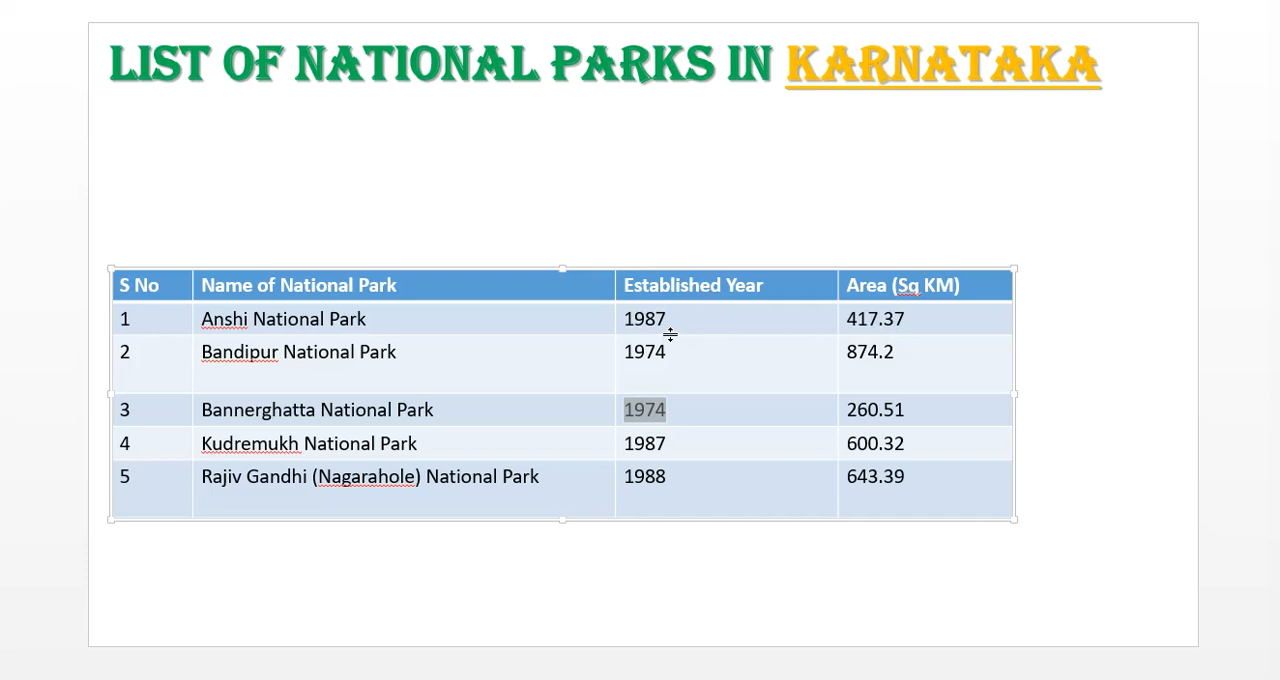 LIST OF NATIONAL PARKS IN KARNATAKA
S No Name of National Park Established Year Area (Sq KM)
1 Anshi National Park 1987 417.37
2 Bandipur National Park 1974 874.2
3 Bannerghatta National Park 1974 260.51
4 Kudremukh National Park 1987 600.32
5 Rajiv Gandhi (Nagarahole) National Park 1988 643.39